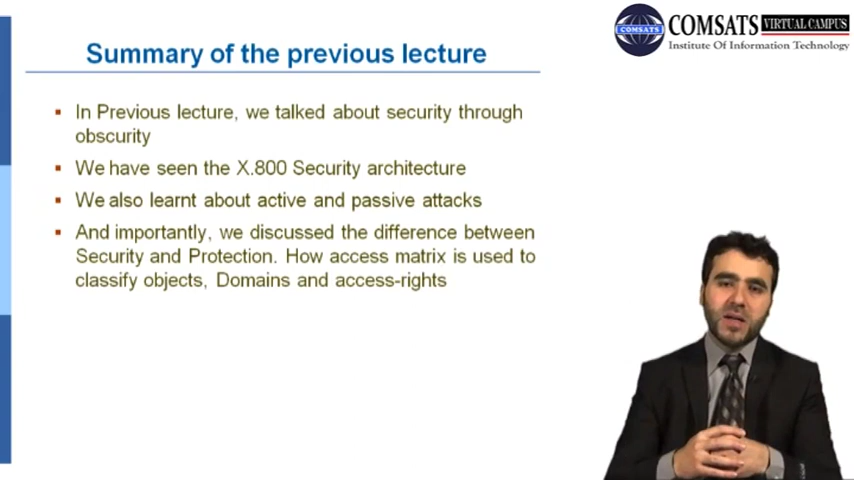 COMSATS VIRTUAL CAMPUS
Institute Of Information Technology
COMSATS
Summary of the previous lecture
In Previous lecture, we talked about security through
obscurity
We have seen the X.800 Security architecture
We also learnt about active and passive attacks
And importantly, we discussed the difference between
Security and Protection. How access matrix is used to
classify objects, Domains and access-rights